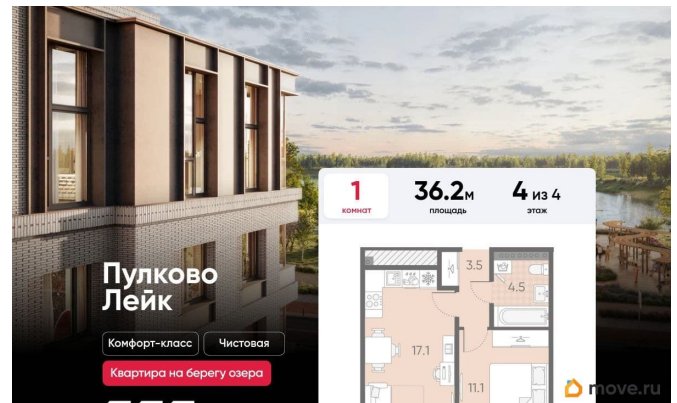 1
комнат
36.2м
площадь
4 из 4
этаж
Пулково
Лейк
Комфорт-класс
Чистовая
Квартира на берегу озера
3.5
4.5
17.1
11.1
move.ru